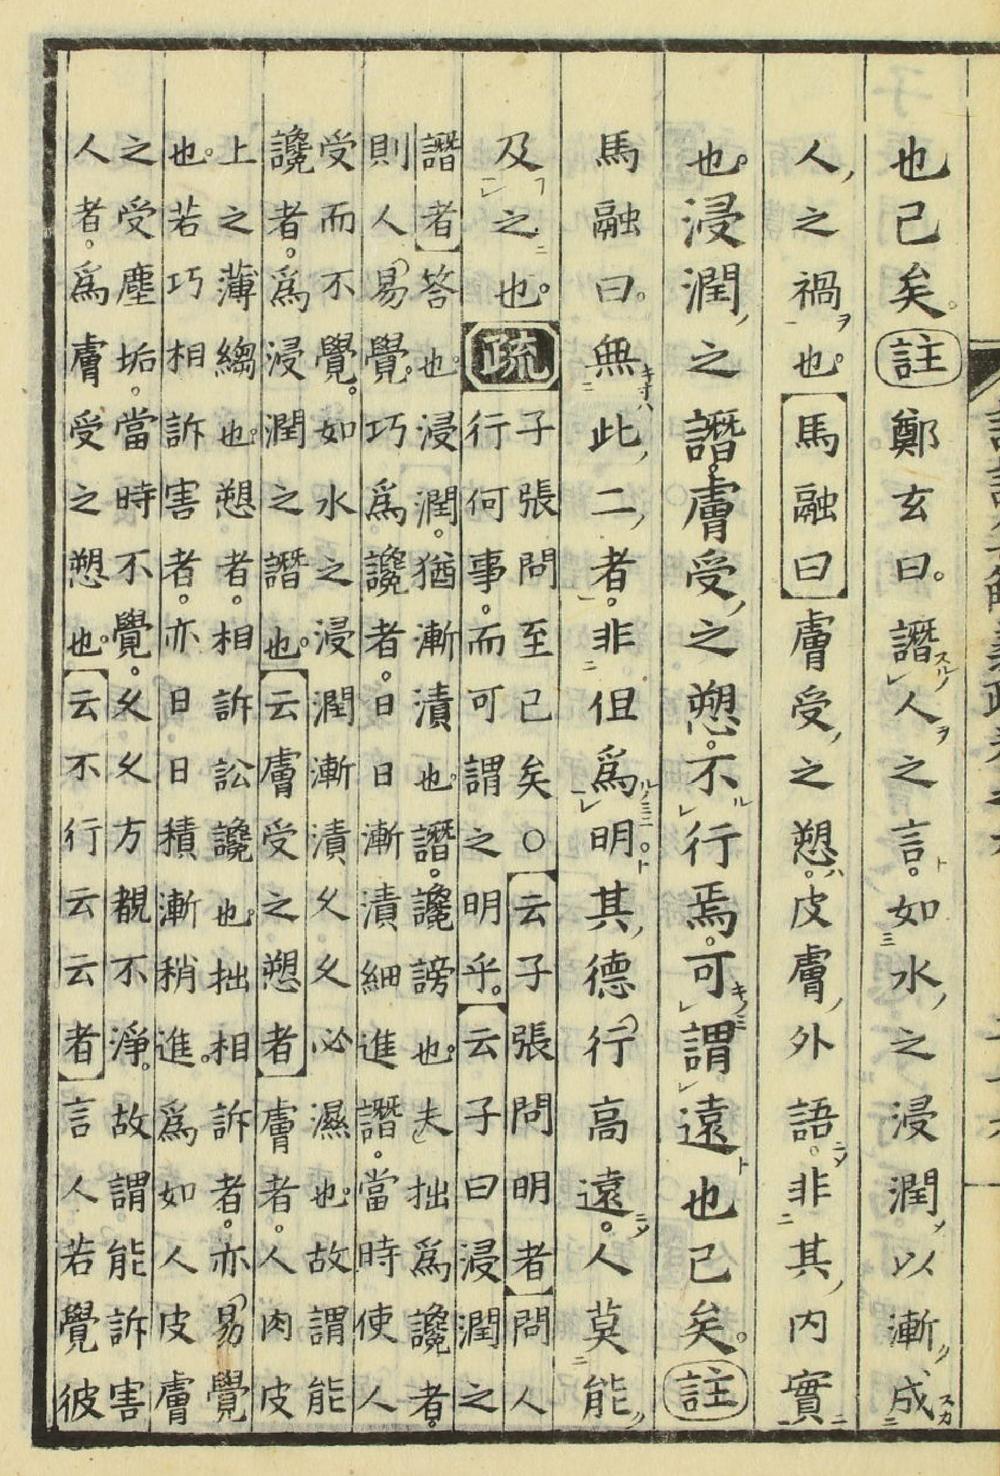 也已矣。註鄭玄曰。譖人之言。如水之浸潤以漸成
人之禍也。馬融曰膚受之愬。皮膚外語。非其内實
也。浸潤之譖。膚受之愬。不行焉。可謂遠也已矣。註
馬融曰。無此二者。非但爲明其德行高遠。人莫能
及之也。疏
子張問至已矣〇云子張問明者問人
行何事。而可謂之明乎。云子曰浸潤之
譖者答也。浸潤。猶漸漬也。譖。讒謗也。夫拙爲讒者。
則人易覺。巧爲讒者。日日漸漬細進譖。當時使人
受而不覺。如水之浸潤漸漬久久必濕也。故謂能
讒者。爲浸潤之譖也。云膚受之愬者膚者。人肉皮
上之薄縐也。愬者。相訴訟讒也。拙相訴者。亦易覺
也。若巧相訴害者。亦日日積漸稍進。爲如人皮膚
之受塵垢。當時不覺。久久方覩不淨。故謂能訴害
人者。爲膚受之愬也。云不行云云者言人若覺彼